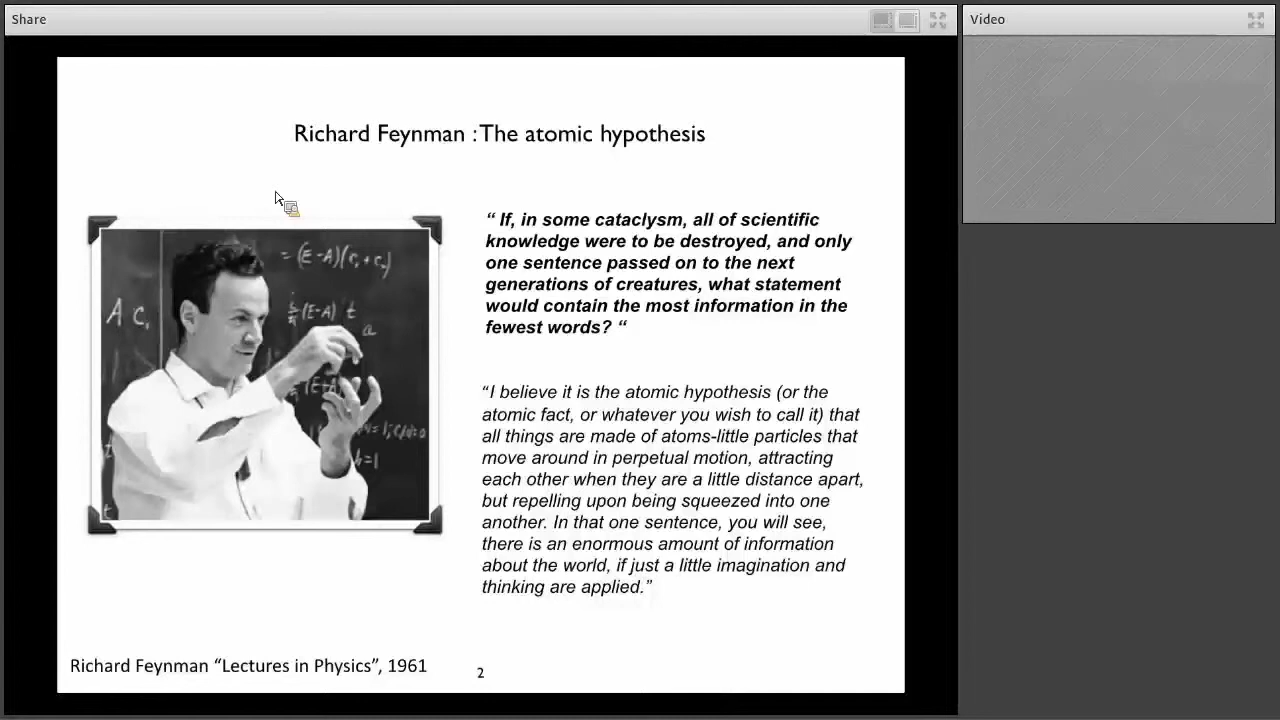 Share
Video
Richard Feynman : The atomic hypothesis
= (E-A)(c₁+c₂)
A c₁
(E-A) t
a
(E+A)
h=1
“ If, in some cataclysm, all of scientific
knowledge were to be destroyed, and only
one sentence passed on to the next
generations of creatures, what statement
would contain the most information in the
fewest words? “
“I believe it is the atomic hypothesis (or the
atomic fact, or whatever you wish to call it) that
all things are made of atoms-little particles that
move around in perpetual motion, attracting
each other when they are a little distance apart,
but repelling upon being squeezed into one
another. In that one sentence, you will see,
there is an enormous amount of information
about the world, if just a little imagination and
thinking are applied.”
Richard Feynman “Lectures in Physics”, 1961
2